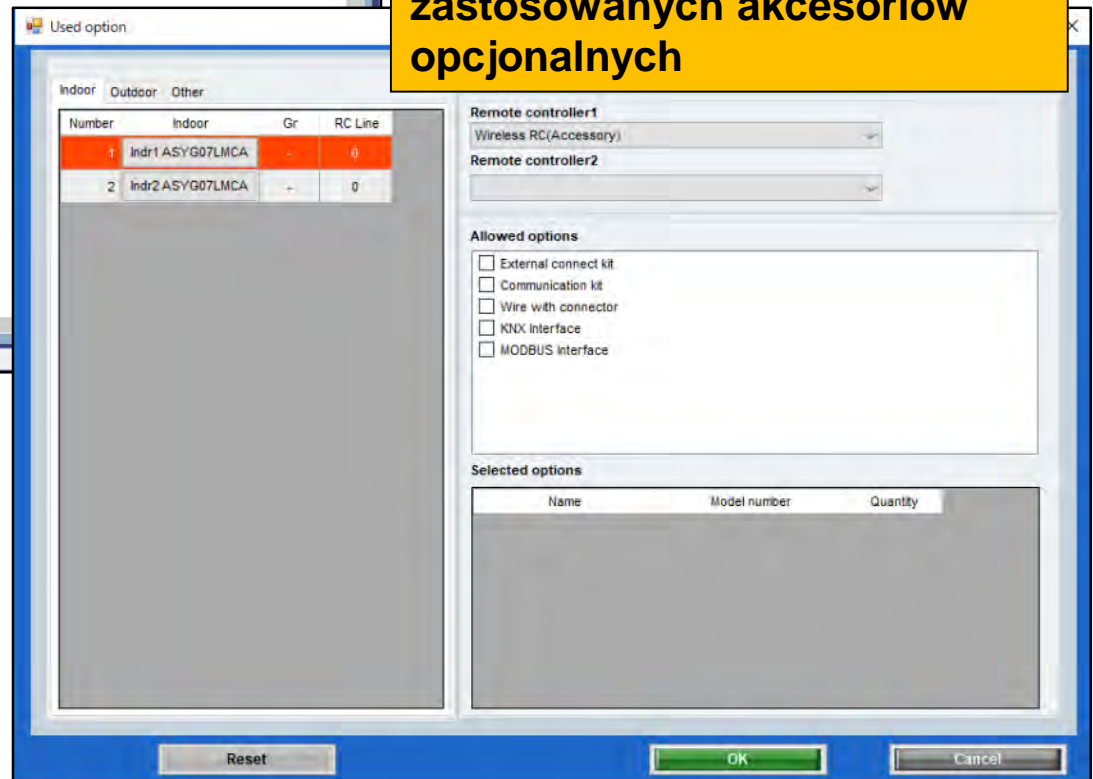 zastosowanych akcesoriów
opcjonalnych
Used option
Indoor Outdoor Other
Number Indoor Gr RC Line
1 Indr1 ASYG07LMCA - 0
2 Indr2 ASYG07LMCA - 0
Remote controller1
Wireless RC(Accessory)
Remote controller2
Allowed options
External connect kit
Communication kit
Wire with connector
KNX Interface
MODBUS Interface
Selected options
Name Model number Quantity
Reset OK Cancel